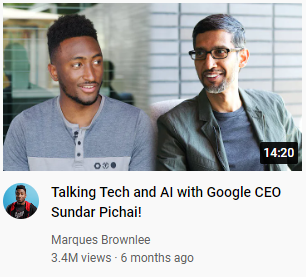 14:20
Talking Tech and AI with Google CEO
Sundar Pichai!
Marques Brownlee
3.4M views · 6 months ago